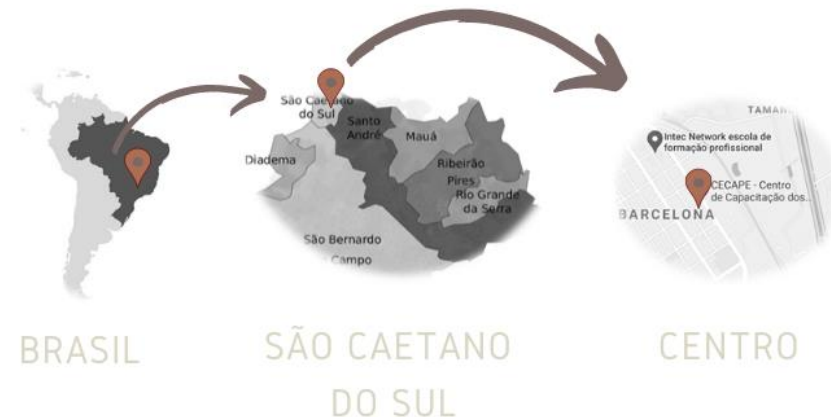 São Caetano
do Sul
Santo
André
Mauá
Diadema
Ribeirão
Pires
Rio Grande
da Serra
São Bernardo
Campo
TAMAN
Intec Network escola de
formação profissional
CECAPE - Centro
de Capacitação dos..
BARCELONA
BRASIL
SÃO CAETANO
DO SUL
CENTRO